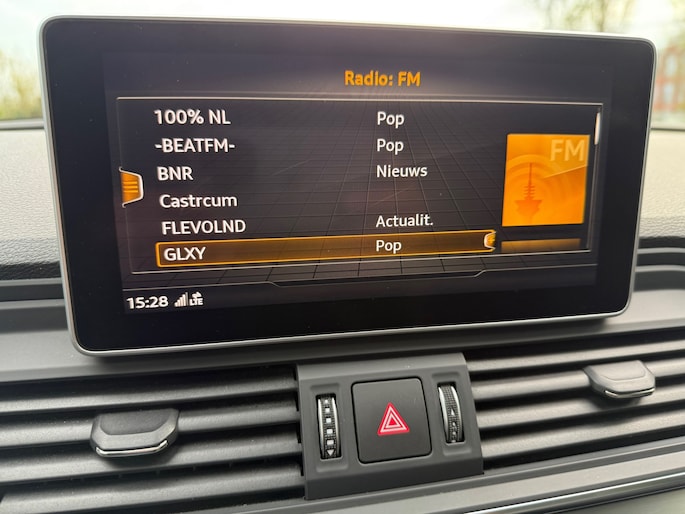 Radio: FM
100% NL Pop
-BEATFM- Pop
BNR Nieuws
Castrcum
FLEVOLND Actualit.
GLXY Pop
FM
15:28 LTE